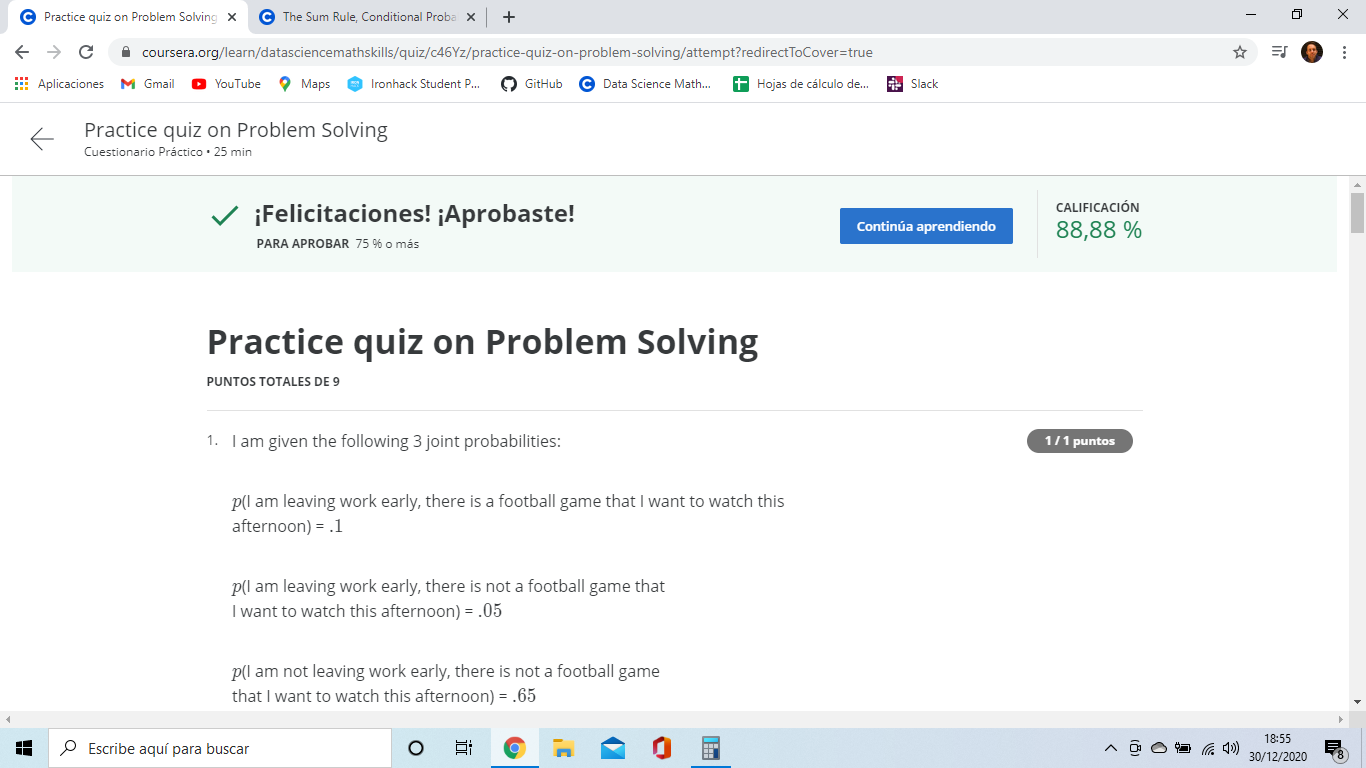 Practice quiz on Problem Solving
The Sum Rule, Conditional Proba
coursera.org/learn/datasciencemathskills/quiz/c46Yz/practice-quiz-on-problem-solving/attempt?redirectToCover=true
Aplicaciones Gmail YouTube Maps Ironhack Student P... GitHub Data Science Math... Hojas de cálculo de... Slack
Practice quiz on Problem Solving
Cuestionario Práctico • 25 min
¡Felicitaciones! ¡Aprobaste!
PARA APROBAR 75 % o más
Continúa aprendiendo
CALIFICACIÓN
88,88 %
Practice quiz on Problem Solving
PUNTOS TOTALES DE 9
1. I am given the following 3 joint probabilities:
1 / 1 puntos
p(I am leaving work early, there is a football game that I want to watch this
afternoon) = .1
p(I am leaving work early, there is not a football game that
I want to watch this afternoon) = .05
p(I am not leaving work early, there is not a football game
that I want to watch this afternoon) = .65
Escribe aquí para buscar
18:55
30/12/2020
8